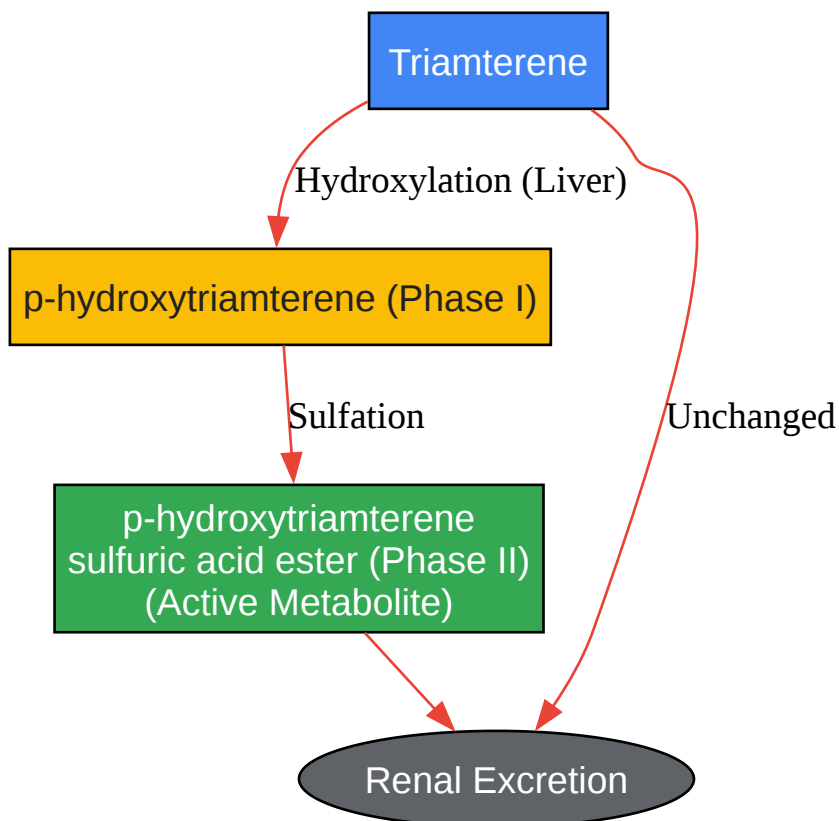 Triamterene
Hydroxylation (Liver)
p-hydroxytriamterene (Phase I)
Sulfation
Unchanged
p-hydroxytriamterene
sulfuric acid ester (Phase II)
(Active Metabolite)
Renal Excretion